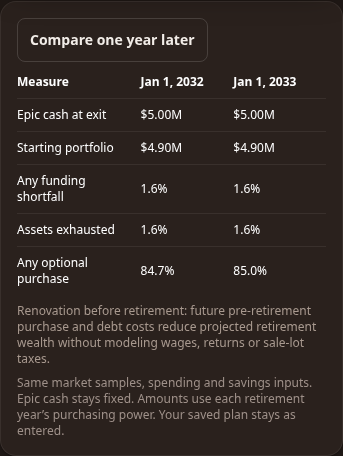 Compare one year later
Measure Jan 1, 2032 Jan 1, 2033
Epic cash at exit $5.00M $5.00M
Starting portfolio $4.90M $4.90M
Any funding
shortfall 1.6% 1.6%
Assets exhausted 1.6% 1.6%
Any optional
purchase 84.7% 85.0%
Renovation before retirement: future pre-retirement
purchase and debt costs reduce projected retirement
wealth without modeling wages, returns or sale-lot
taxes.
Same market samples, spending and savings inputs.
Epic cash stays fixed. Amounts use each retirement
year's purchasing power. Your saved plan stays as
entered.